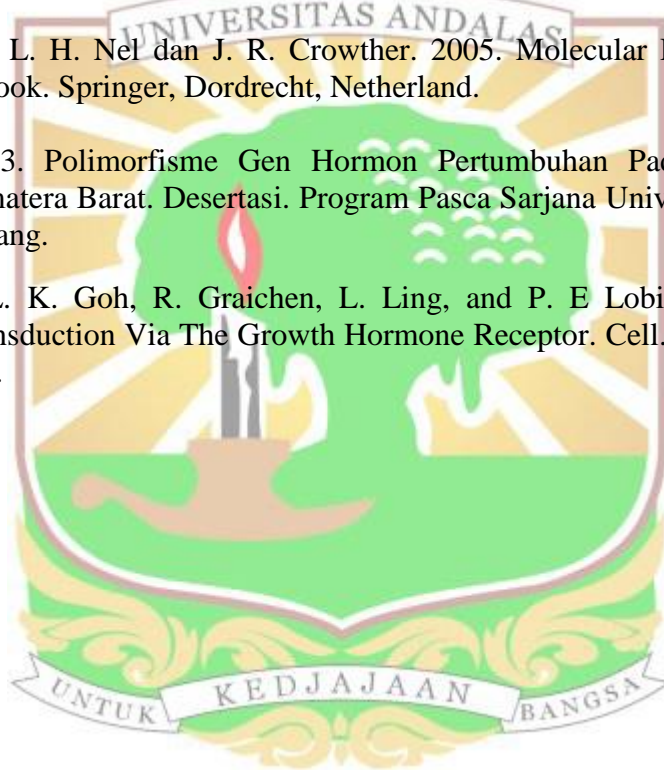 UNIVERSITAS ANDALAS
L. H. Nel dan J. R. Crowther. 2005. Molecular
ook. Springer, Dordrecht, Netherland.
3. Polimorfisme Gen Hormon Pertumbuhan Pad
natera Barat. Desertasi. Program Pasca Sarjana Univ
ang.
L. K. Goh, R. Graichen, L. Ling, and P. E Lobi
nsduction Via The Growth Hormone Receptor. Cell.
UNTUK KEDJAJAAN BANGSA